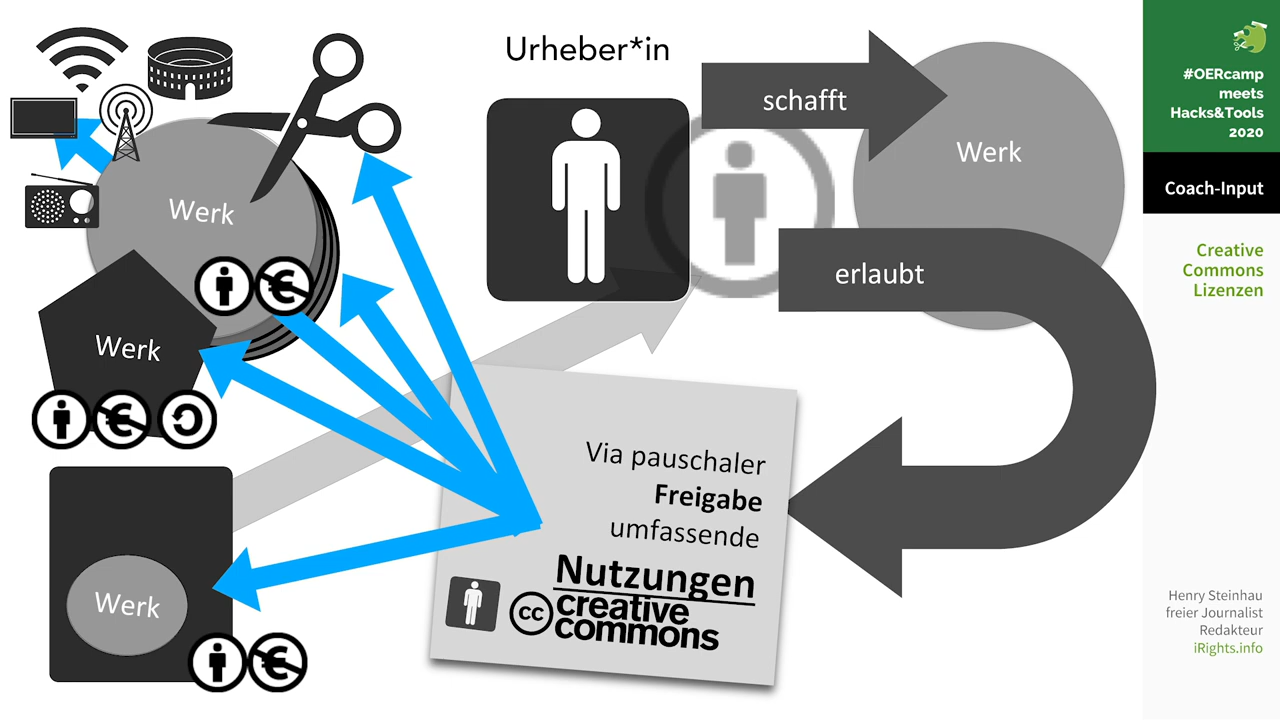 Urheber*in
schafft
Werk
erlaubt
Werk
Werk
Werk
Via pauschaler
Freigabe
umfassende
Nutzungen
cc creative
commons
#OERcamp
meets
Hacks&Tools
2020
Coach-Input
Creative
Commons
Lizenzen
Henry Steinhau
freier Journalist
Redakteur
iRights.info